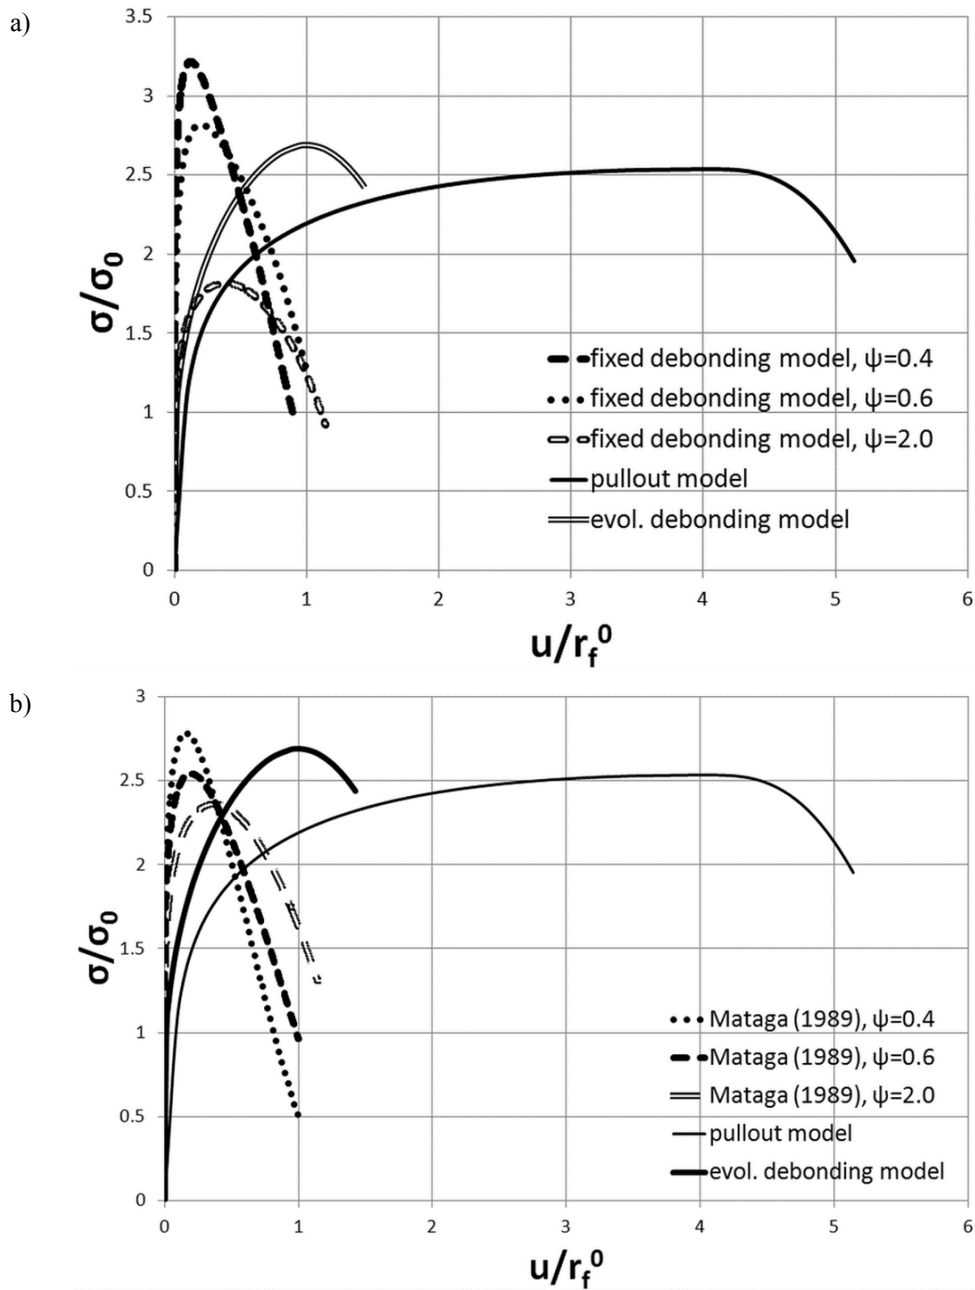 a)
3.5
3
2.5
2
1.5
1
0.5
0
σ/σ₀
fixed debonding model, ψ=0.4
fixed debonding model, ψ=0.6
fixed debonding model, ψ=2.0
pullout model
evol. debonding model
0 1 2 3 4 5 6
u/r_f⁰
b)
3
2.5
2
1.5
1
0.5
0
σ/σ₀
Mataga (1989), ψ=0.4
Mataga (1989), ψ=0.6
Mataga (1989), ψ=2.0
pullout model
evol. debonding model
0 1 2 3 4 5 6
u/r_f⁰